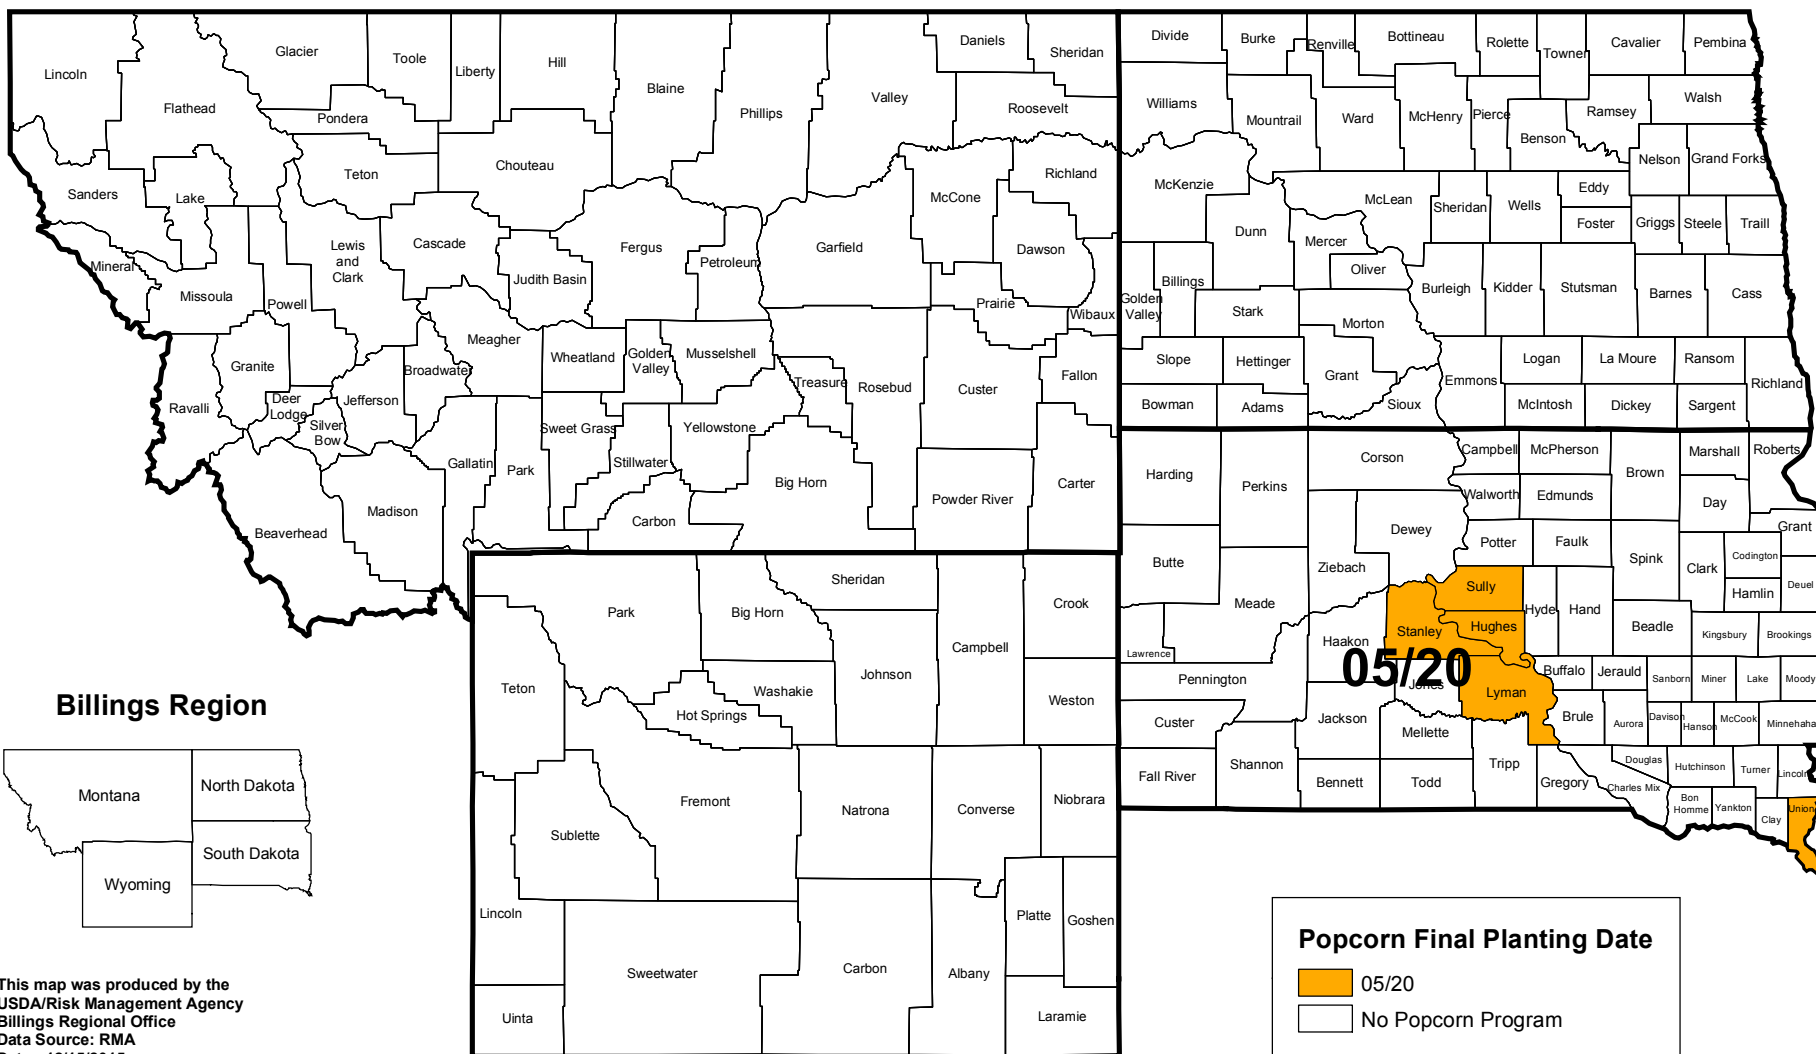 Lincoln
Flathead
Glacier
Toole
Liberty
Hill
Blaine
Phillips
Valley
Daniels
Sheridan
Roosevelt
Pondera
Teton
Chouteau
Sanders
Lake
Mineral
Missoula
Powell
Lewis
and
Clark
Cascade
Judith Basin
Fergus
Petroleum
Garfield
McCone
Richland
Dawson
Prairie
Wibaux
Granite
Ravalli
Deer
Lodge
Silver
Bow
Jefferson
Broadwater
Meagher
Wheatland
Golden
Valley
Musselshell
Treasure
Rosebud
Custer
Fallon
Sweet Grass
Stillwater
Yellowstone
Gallatin
Park
Carbon
Big Horn
Powder River
Carter
Madison
Beaverhead
Divide
Burke
Renville
Bottineau
Rolette
Towner
Cavalier
Pembina
Williams
Mountrail
Ward
McHenry
Pierce
Benson
Ramsey
Walsh
Nelson
Grand Forks
McKenzie
McLean
Sheridan
Wells
Eddy
Foster
Griggs
Steele
Traill
Dunn
Mercer
Oliver
Billings
Golden
Valley
Stark
Morton
Burleigh
Kidder
Stutsman
Barnes
Cass
Slope
Hettinger
Grant
Emmons
Logan
La Moure
Ransom
Richland
Bowman
Adams
Sioux
McIntosh
Dickey
Sargent
Harding
Perkins
Corson
Campbell
McPherson
Brown
Marshall
Roberts
Walworth
Edmunds
Day
Grant
Butte
Meade
Ziebach
Dewey
Potter
Faulk
Spink
Clark
Codington
Hamlin
Deuel
Sully
Hyde
Hand
Stanley
Hughes
Haakon
Beadle
Kingsbury
Brookings
Lawrence
Pennington
05/20
Jones
Lyman
Buffalo
Jerauld
Sanborn
Miner
Lake
Moody
Custer
Jackson
Mellette
Brule
Aurora
Davison
Hanson
McCook
Minnehaha
Fall River
Shannon
Bennett
Todd
Tripp
Gregory
Douglas
Charles Mix
Hutchinson
Turner
Lincoln
Bon
Homme
Yankton
Clay
Union
Park
Big Horn
Sheridan
Campbell
Crook
Teton
Washakie
Johnson
Hot Springs
Weston
Sublette
Fremont
Natrona
Converse
Niobrara
Lincoln
Sweetwater
Carbon
Albany
Platte
Goshen
Uinta
Laramie
Billings Region
Montana
North Dakota
South Dakota
Wyoming
This map was produced by the
USDA/Risk Management Agency
Billings Regional Office
Data Source: RMA
Popcorn Final Planting Date
05/20
No Popcorn Program